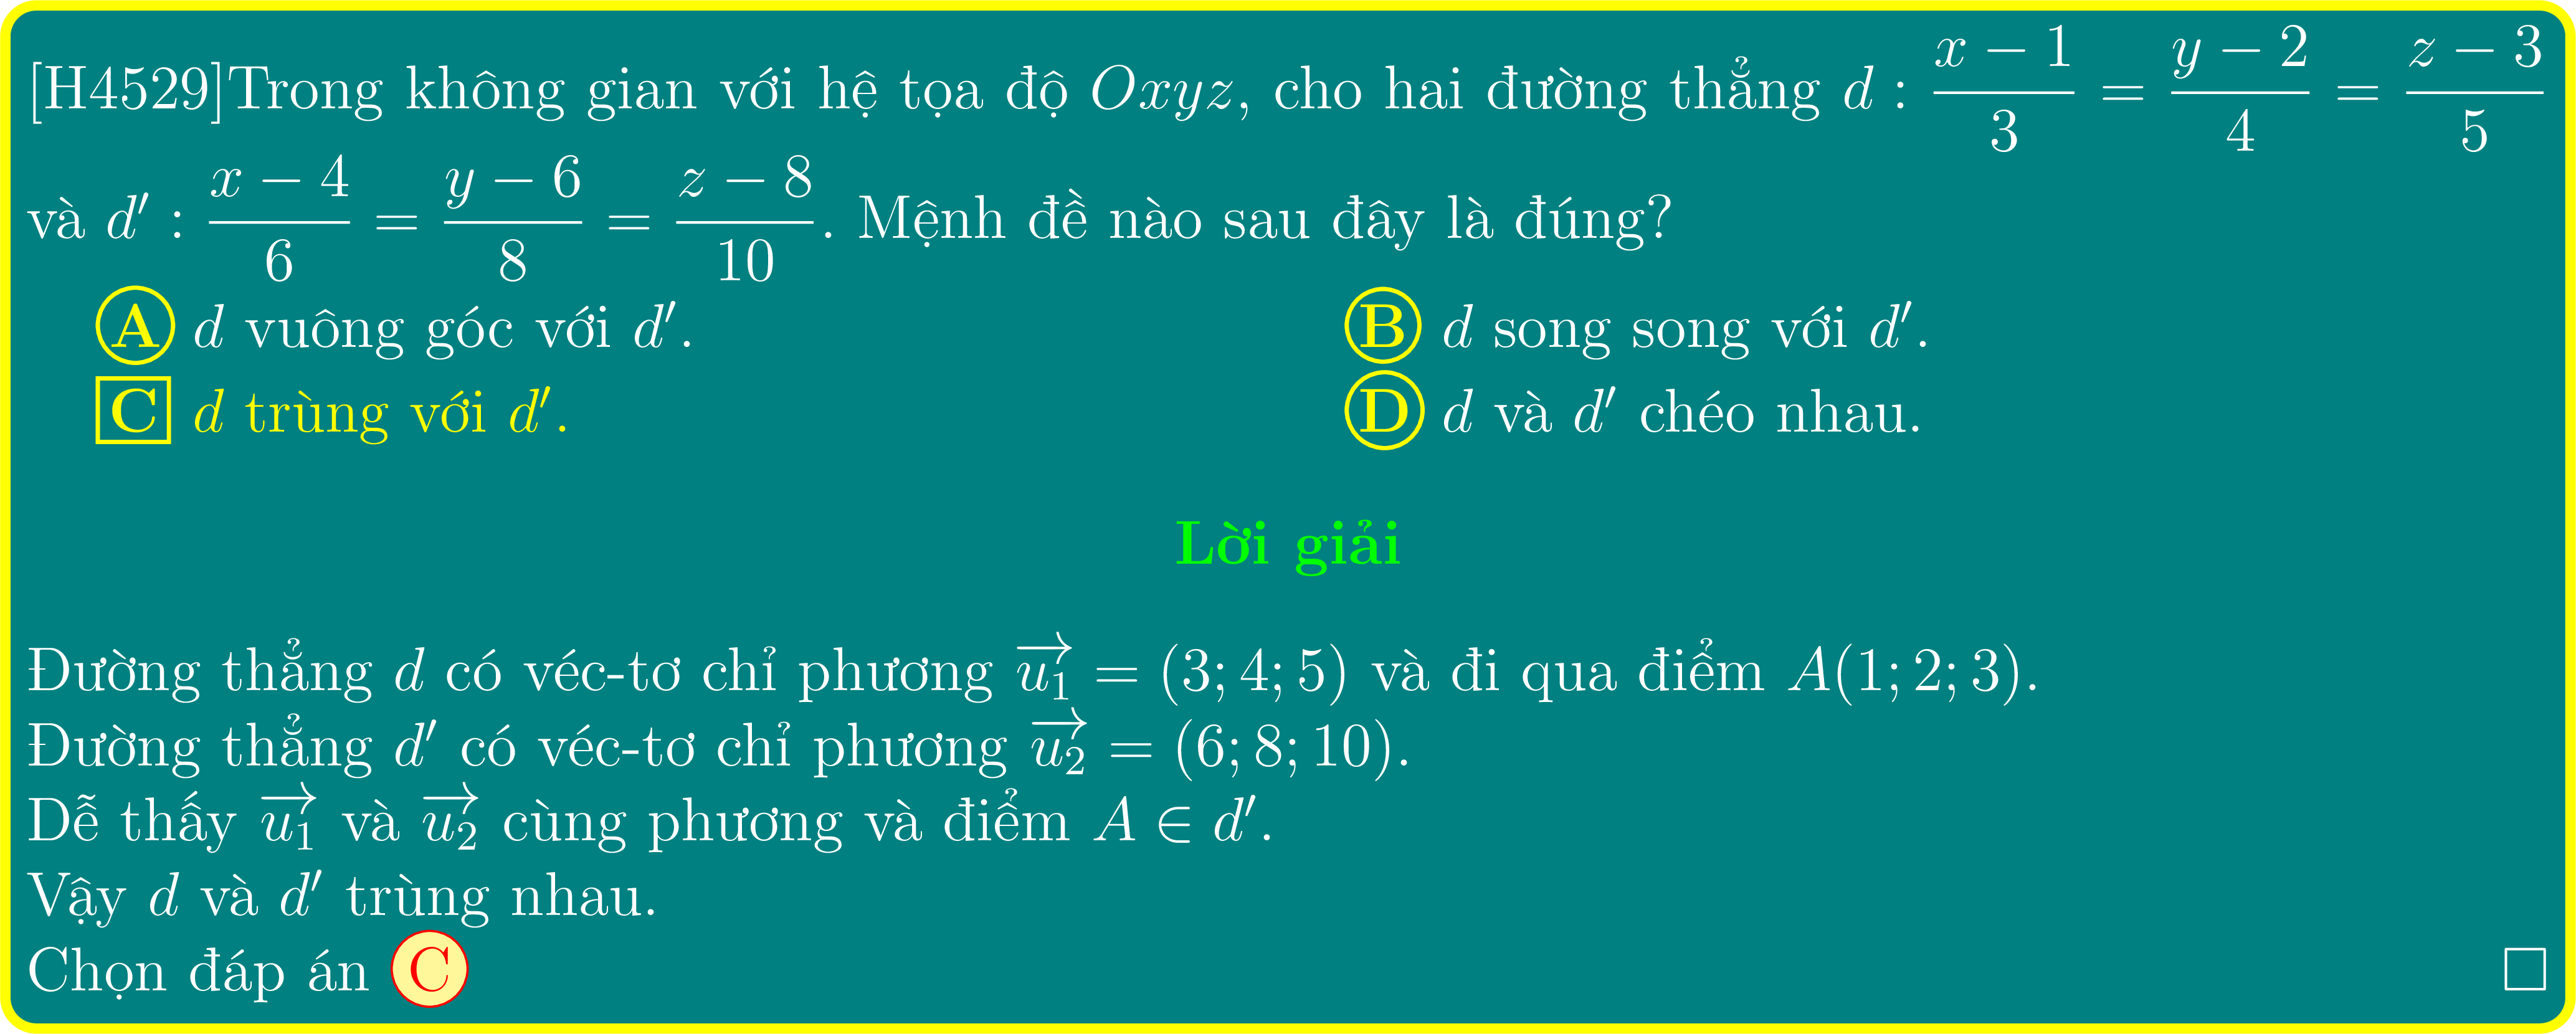 [H4529]Trong không gian với hệ tọa độ Oxyz, cho hai đường thẳng d : \frac{x − 1}{3} = \frac{y − 2}{4} = \frac{z − 3}{5}
và d′ : \frac{x − 4}{6} = \frac{y − 6}{8} = \frac{z − 8}{10}. Mệnh đề nào sau đây là đúng?
A d vuông góc với d′. B d song song với d′.
C d trùng với d′. D d và d′ chéo nhau.
Lời giải
Đường thẳng d có véc-tơ chỉ phương \overrightarrow{u_1} = (3; 4; 5) và đi qua điểm A(1; 2; 3).
Đường thẳng d′ có véc-tơ chỉ phương \overrightarrow{u_2} = (6; 8; 10).
Dễ thấy \overrightarrow{u_1} và \overrightarrow{u_2} cùng phương và điểm A ∈ d′.
Vậy d và d′ trùng nhau.
Chọn đáp án C □